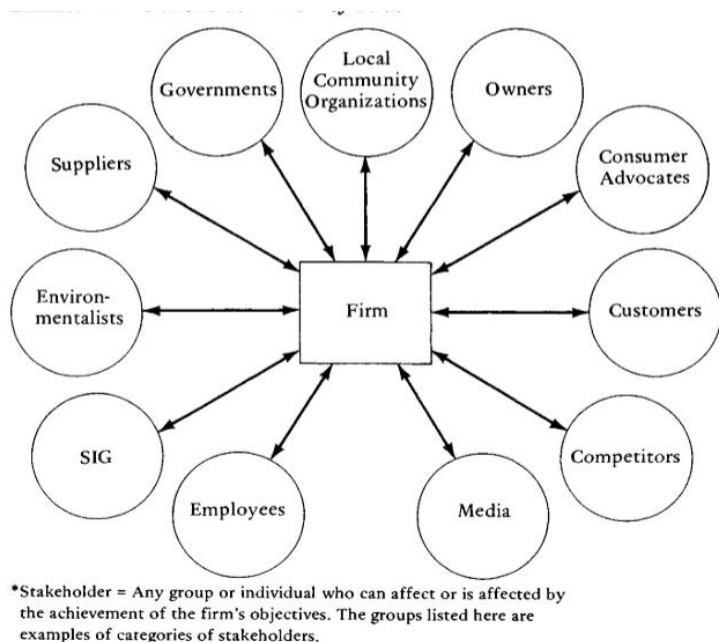 Governments
Local
Community
Organizations
Owners
Suppliers
Consumer
Advocates
Environ-
mentalists
Firm
Customers
SIG
Employees
Media
Competitors
*Stakeholder = Any group or individual who can affect or is affected by
the achievement of the firm's objectives. The groups listed here are
examples of categories of stakeholders.